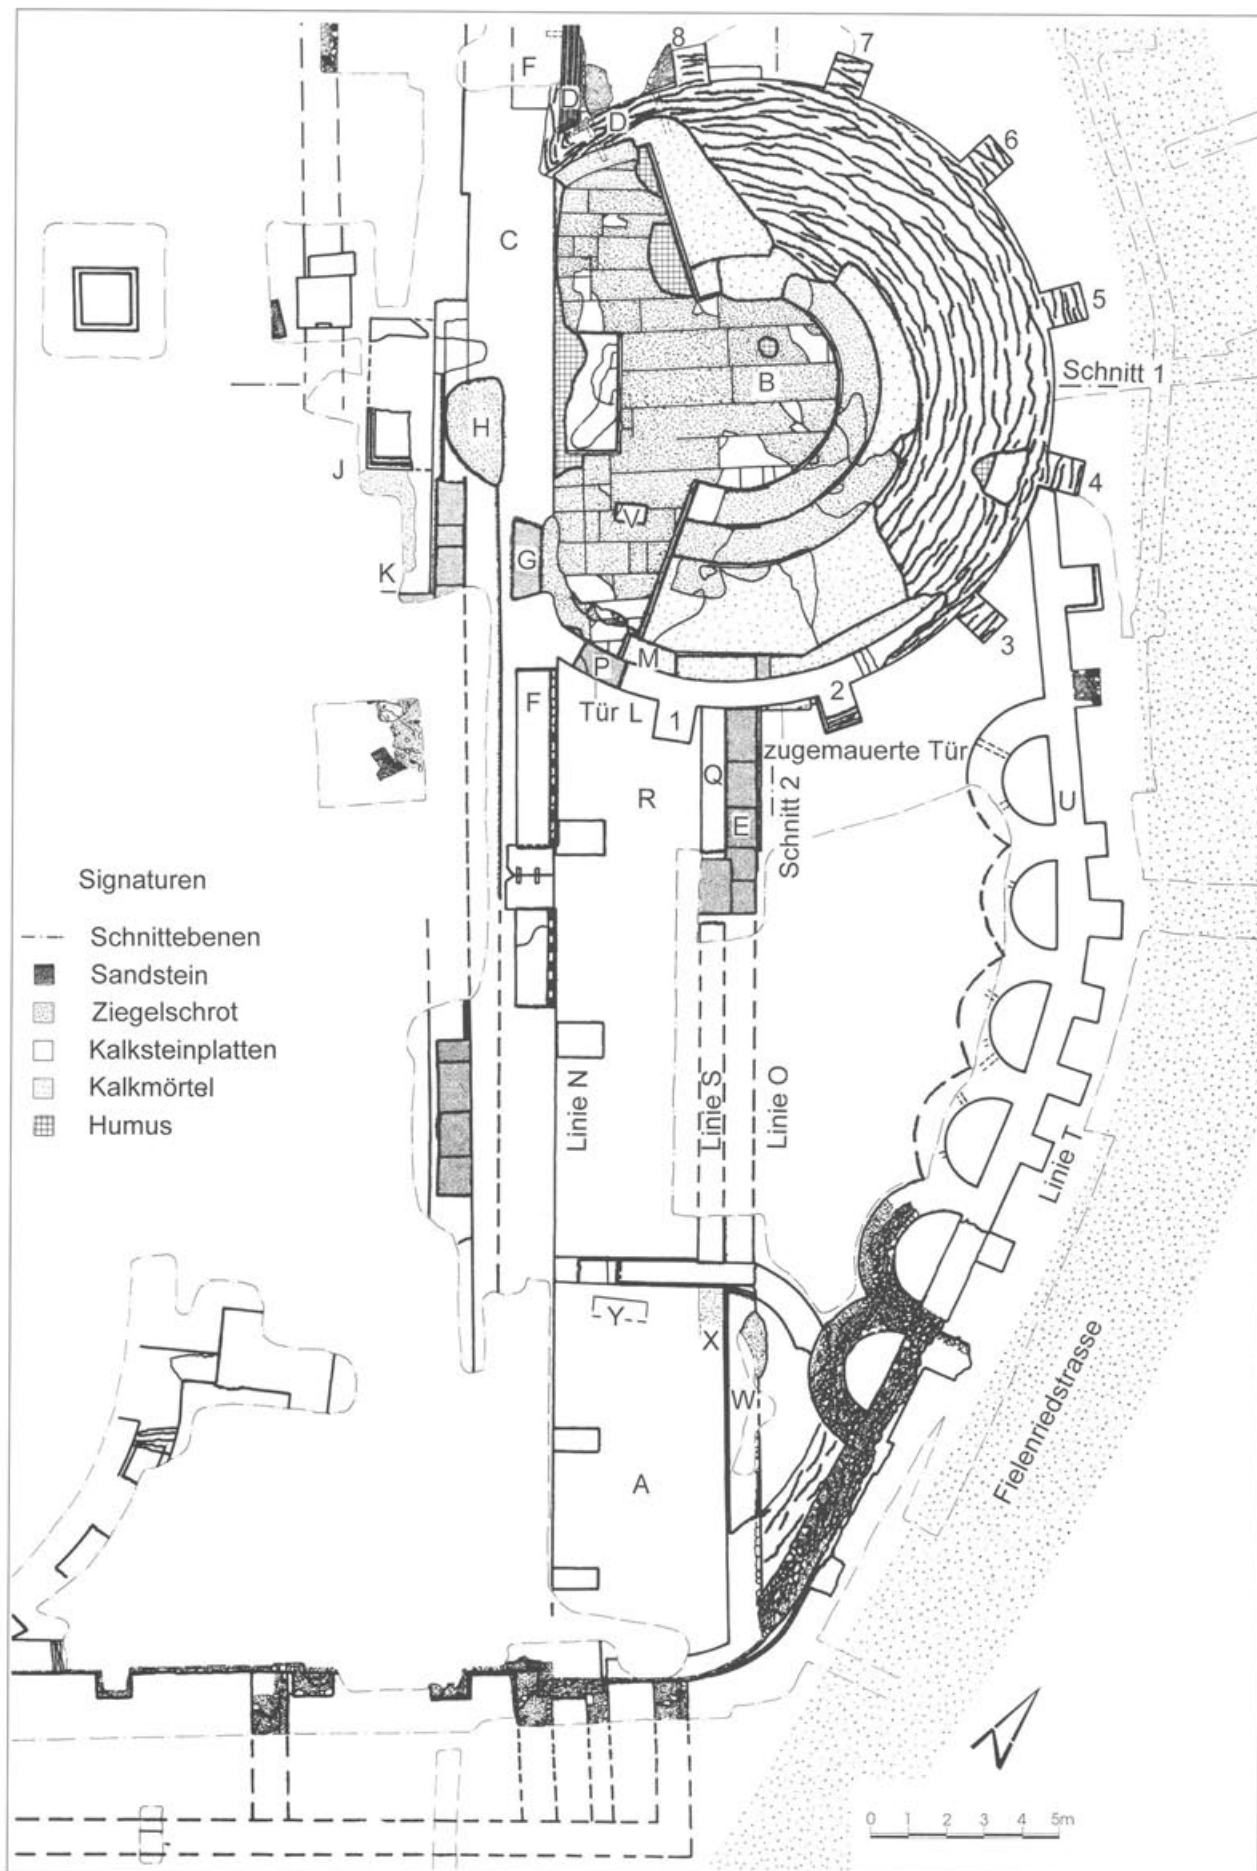 8
7
F
D
D
6
C
5
Schnitt 1
B
H
J
4
V
G
K
3
P
M
F
Tür L
1
2
zugemauerte Tür
Q
R
E
U
Schnitt 2
Signaturen
Schnittebenen
Sandstein
Ziegelschrot
Kalksteinplatten
Kalkmörtel
Humus
Linie N
Linie S
Linie O
Linie T
Y
X
W
Fielenriedstrasse
A
0 1 2 3 4 5m